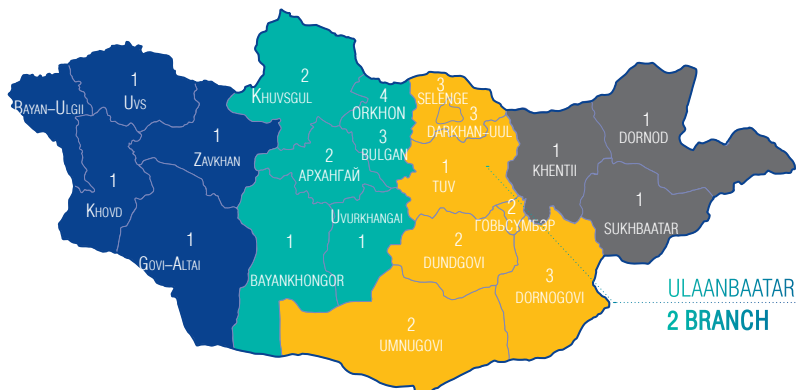 1
UVS
BAYAN–ULGII
1
ZAVKHAN
1
KHOVD
1
GOVI–ALTAI
2
KHUVSGUL
4
ORKHON
3
BULGAN
2
АРХАНГАЙ
UVURKHANGAI
1
1
BAYANKHONGOR
3
SELENGE
3
DARKHAN–UUL
1
TUV
2
ГОВЬСҮМБЭР
2
DUNDGOVI
3
DORNOGOVI
2
UMNUGOVI
1
KHENTII
1
DORNOD
1
SUKHBAATAR
ULAANBAATAR
2 BRANCH